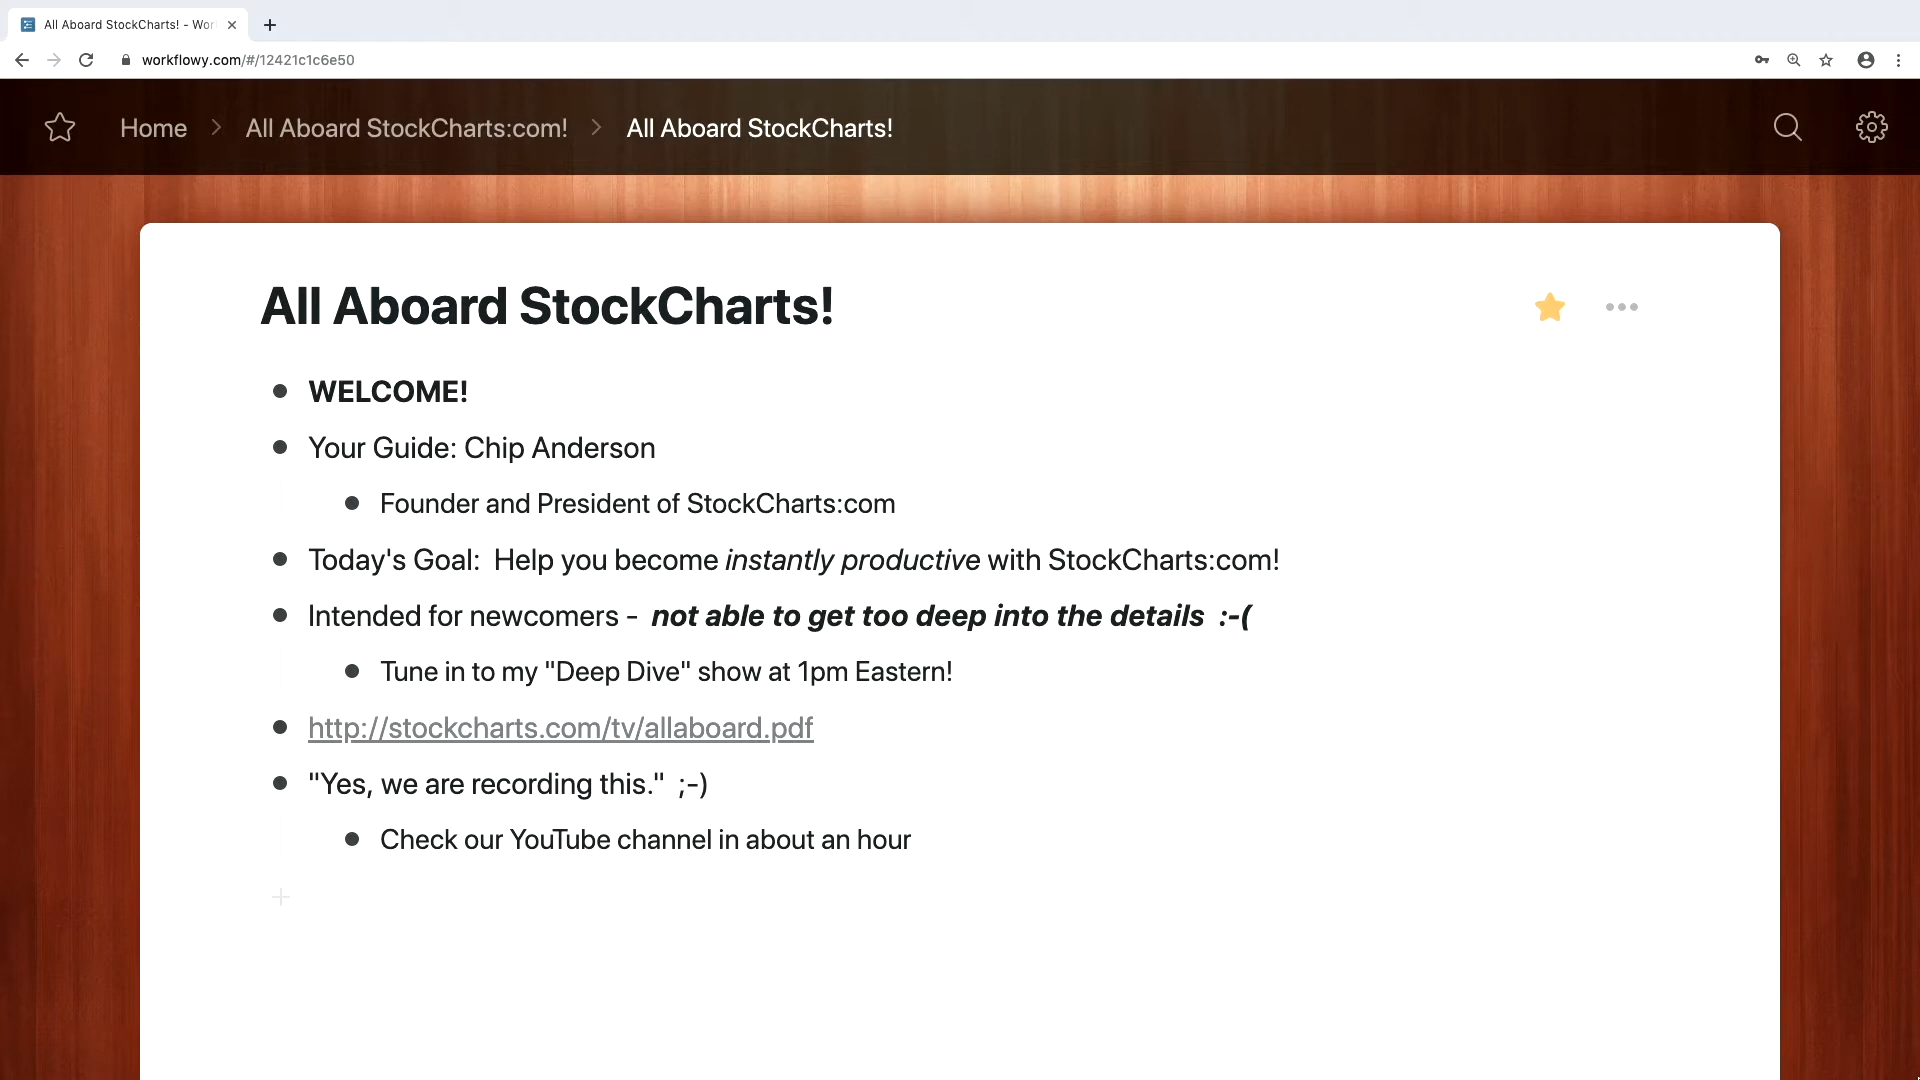 All Aboard StockCharts! - Wor
workflowy.com/#/12421c1c6e50
Home > All Aboard StockCharts:com! > All Aboard StockCharts!
All Aboard StockCharts!
WELCOME!
Your Guide: Chip Anderson
Founder and President of StockCharts:com
Today's Goal:  Help you become instantly productive with StockCharts:com!
Intended for newcomers -  not able to get too deep into the details  :-(
Tune in to my "Deep Dive" show at 1pm Eastern!
http://stockcharts.com/tv/allaboard.pdf
"Yes, we are recording this."  ;-)
Check our YouTube channel in about an hour